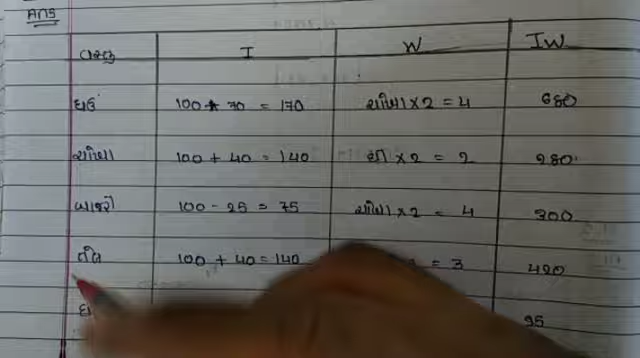 Ans
વસ્તુ I W IW
ઘઉં 100 + 70 = 170 ચોખા × 2 = 4 680
ચોખા 100 + 40 = 140 ઘી × 2 = 2 280
બાજરી 100 - 25 = 75 ચોખા × 2 = 4 300
તેલ 100 + 40 = 140 = 3 420
95